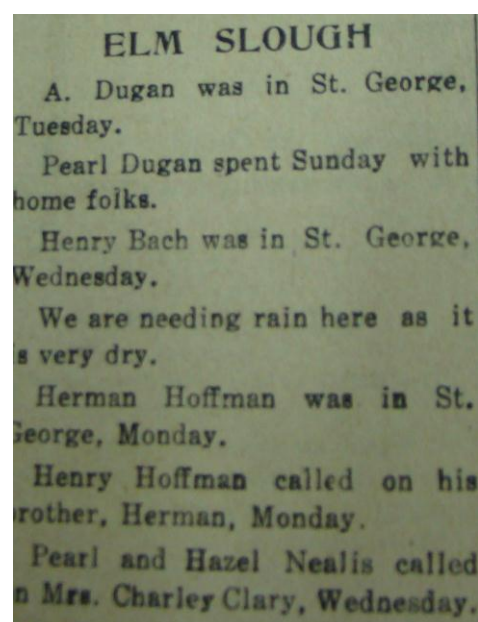 ELM SLOUGH
A. Dugan was in St. George,
Tuesday.
Pearl Dugan spent Sunday with
home folks.
Henry Bach was in St. George,
Wednesday.
We are needing rain here as it
s very dry.
Herman Hoffman was in St.
George, Monday.
Henry Hoffman called on his
brother, Herman, Monday.
Pearl and Hazel Nealis called
n Mrs. Charley Clary, Wednesday.